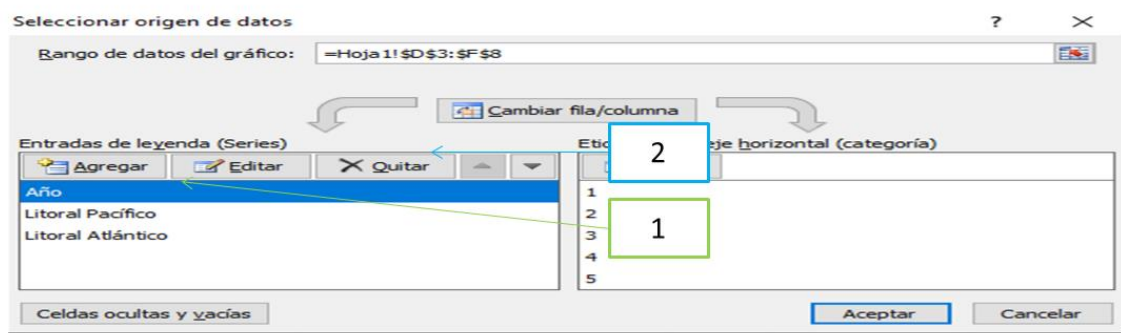 Seleccionar origen de datos ?
Rango de datos del gráfico: =Hoja1!$D$3:$F$8
Cambiar fila/columna
Entradas de leyenda (Series)
horizontal (categoría)
2
Agregar Editar Quitar
Año
Litoral Pacífico
Litoral Atlántico
1
2
3
4
5
1
Celdas ocultas y vacías Aceptar Cancelar